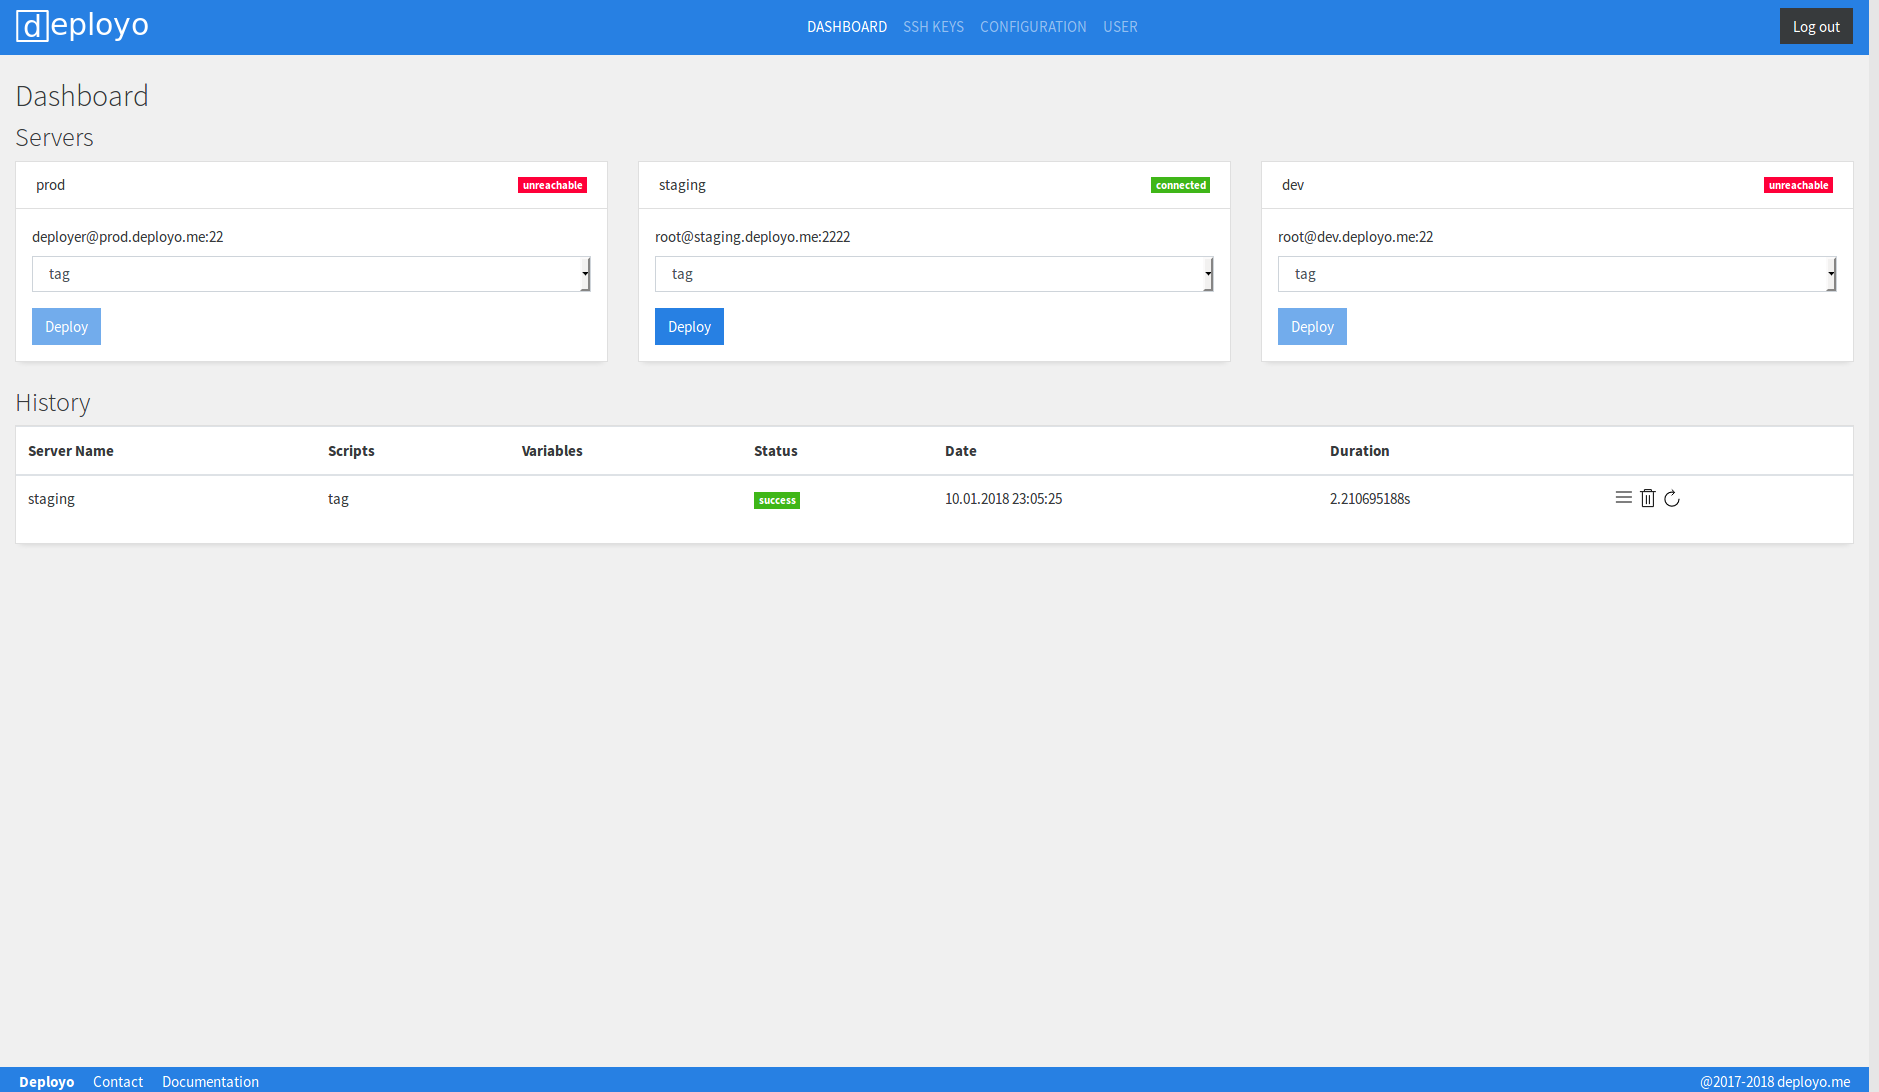 deployo DASHBOARD SSH KEYS CONFIGURATION USER Log out
Dashboard
Servers
prod unreachable
deployer@prod.deployo.me:22
tag
Deploy
staging connected
root@staging.deployo.me:2222
tag
Deploy
dev unreachable
root@dev.deployo.me:22
tag
Deploy
History
Server Name Scripts Variables Status Date Duration
staging tag success 10.01.2018 23:05:25 2.210695188s
Deployo Contact Documentation @2017-2018 deployo.me